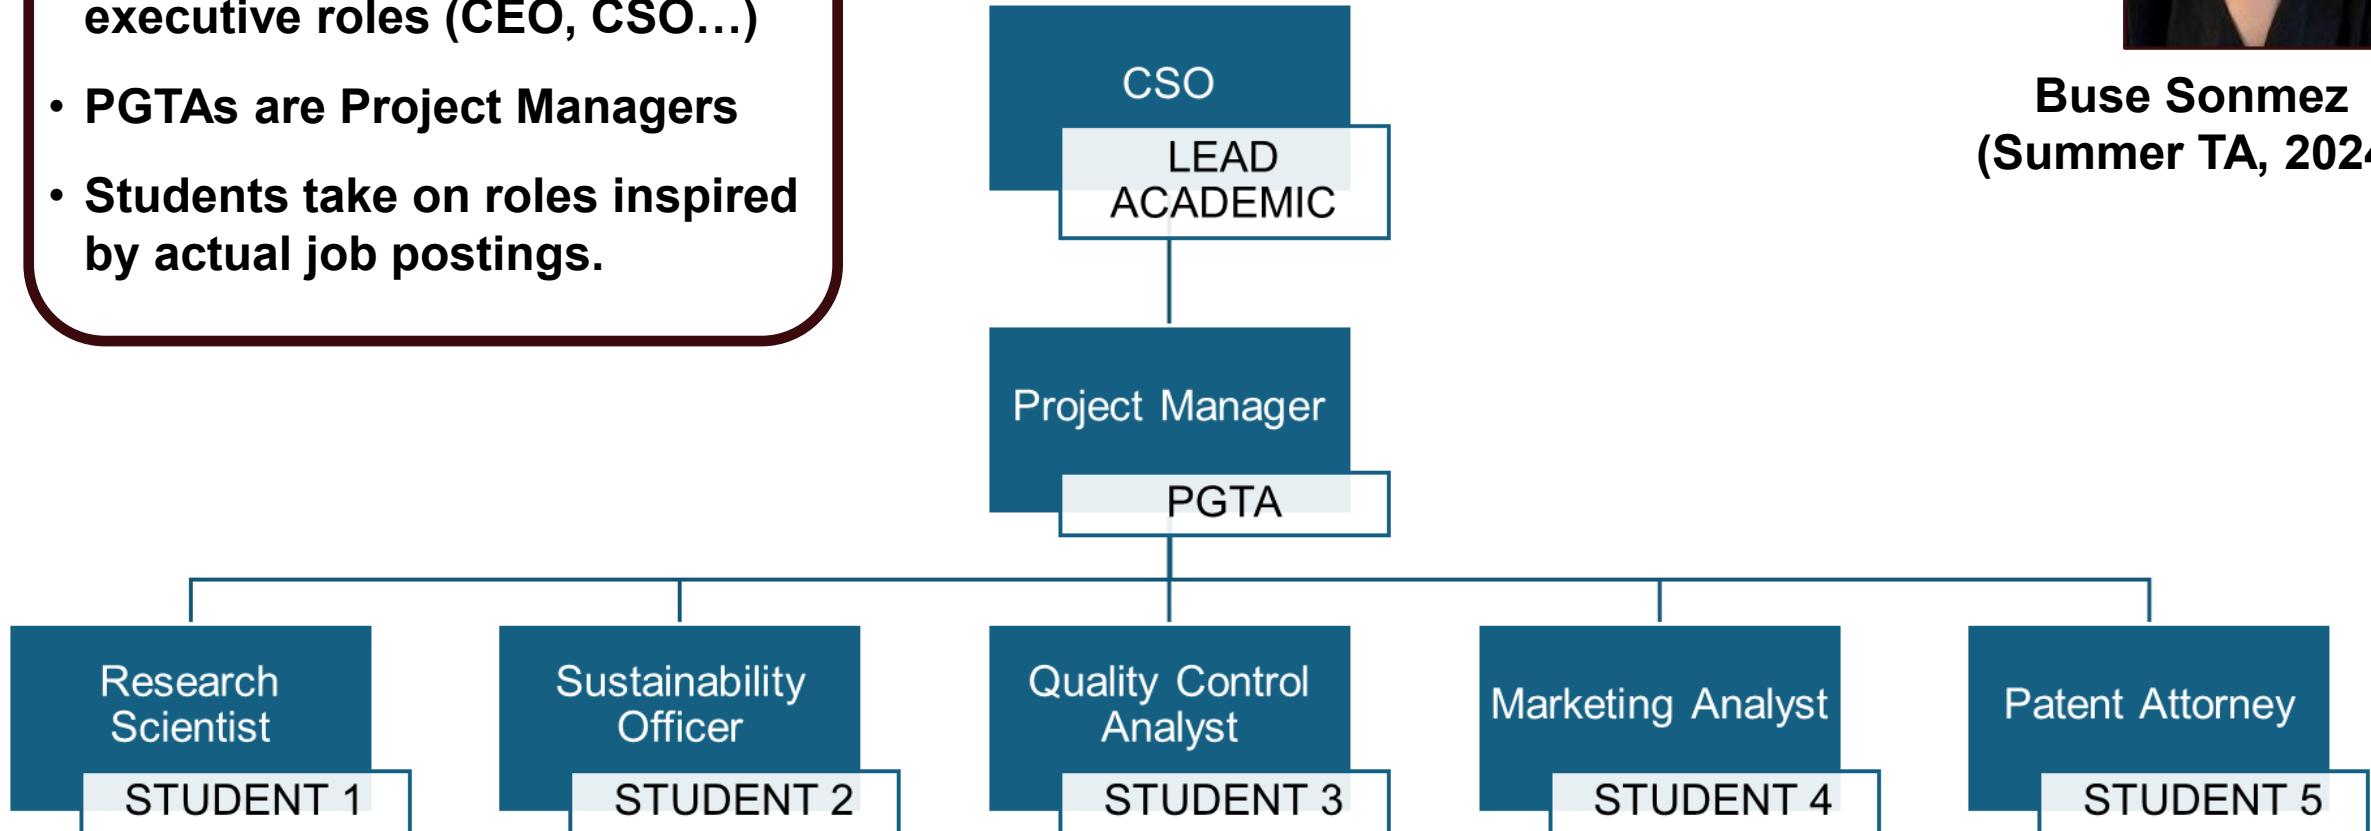 executive roles (CEO, CSO…)
• PGTAs are Project Managers
• Students take on roles inspired
by actual job postings.
CSO
LEAD
ACADEMIC
Buse Sonmez
(Summer TA, 2024
Project Manager
PGTA
Research
Scientist
STUDENT 1
Sustainability
Officer
STUDENT 2
Quality Control
Analyst
STUDENT 3
Marketing Analyst
STUDENT 4
Patent Attorney
STUDENT 5